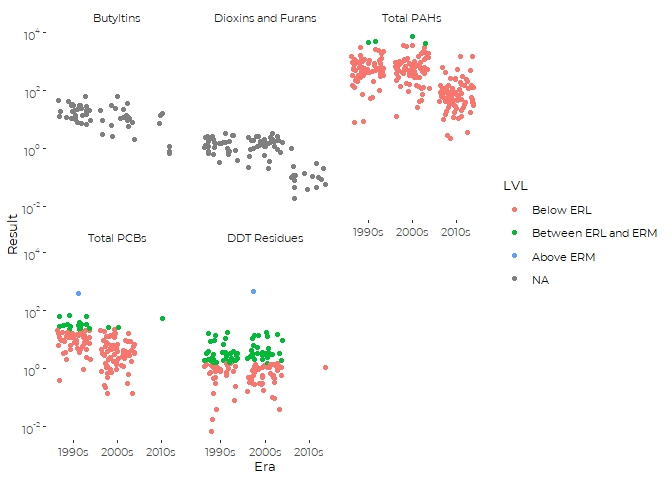 Butyltins
Dioxins and Furans
Total PAHs
10^4
10^2
10^0
10^-2
1990s 2000s 2010s
Total PCBs
DDT Residues
10^4
10^2
10^0
10^-2
1990s 2000s 2010s
1990s 2000s 2010s
Result
Era
LVL
Below ERL
Between ERL and ERM
Above ERM
NA